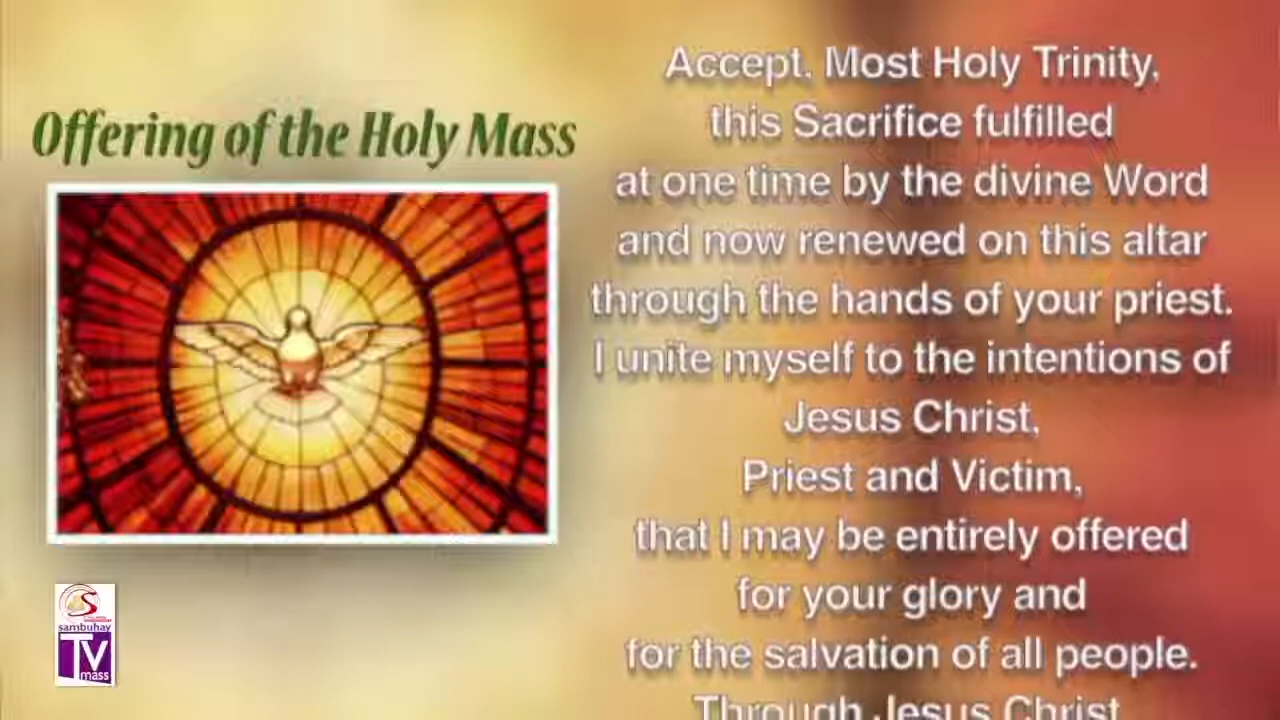 Offering of the Holy Mass
Accept, Most Holy Trinity,
this Sacrifice fulfilled
at one time by the divine Word
and now renewed on this altar
through the hands of your priest.
I unite myself to the intentions of
Jesus Christ,
Priest and Victim,
that I may be entirely offered
for your glory and
for the salvation of all people.
Through Jesus Christ
sambuhay
TV
mass